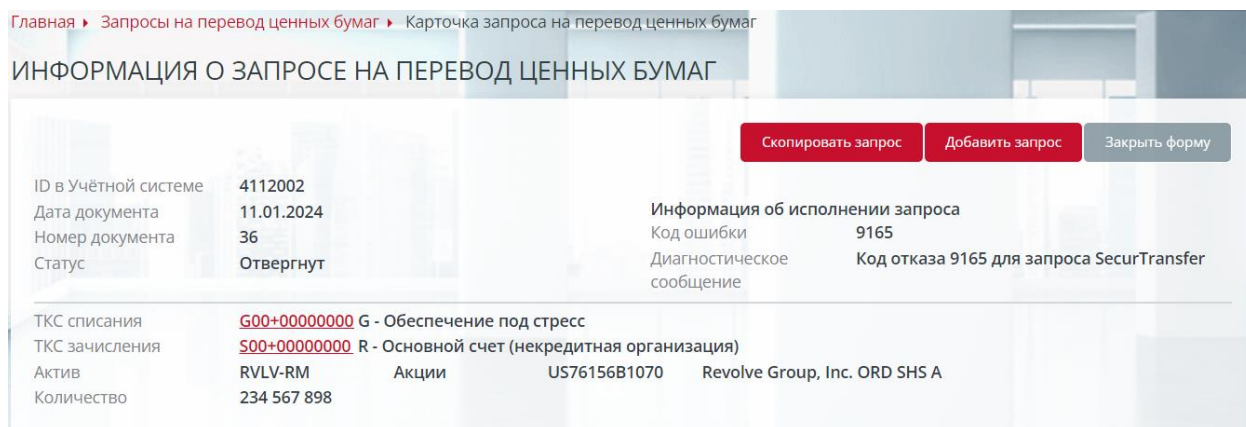 Главная ▸ Запросы на перевод ценных бумаг ▸ Карточка запроса на перевод ценных бумаг
ИНФОРМАЦИЯ О ЗАПРОСЕ НА ПЕРЕВОД ЦЕННЫХ БУМАГ
Скопировать запрос Добавить запрос Закрыть форму
ID в Учётной системе 4112002
Дата документа 11.01.2024 Информация об исполнении запроса
Номер документа 36 Код ошибки 9165
Статус Отвергнут Диагностическое Код отказа 9165 для запроса SecurTransfer
сообщение
ТКС списания G00+00000000 G - Обеспечение под стресс
ТКС зачисления S00+00000000 R - Основной счет (некредитная организация)
Актив RVLV-RM Акции US76156B1070 Revolve Group, Inc. ORD SHS A
Количество 234 567 898